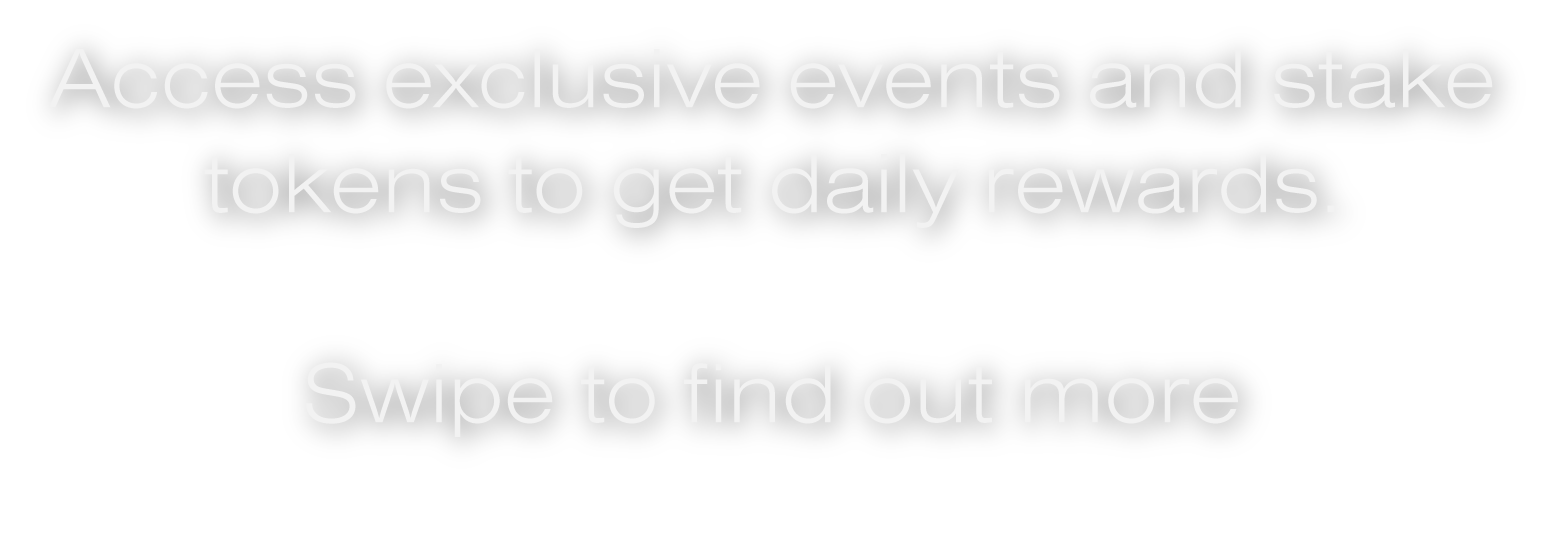 Access exclusive events and stake
tokens to get daily rewards.
Swipe to find out more